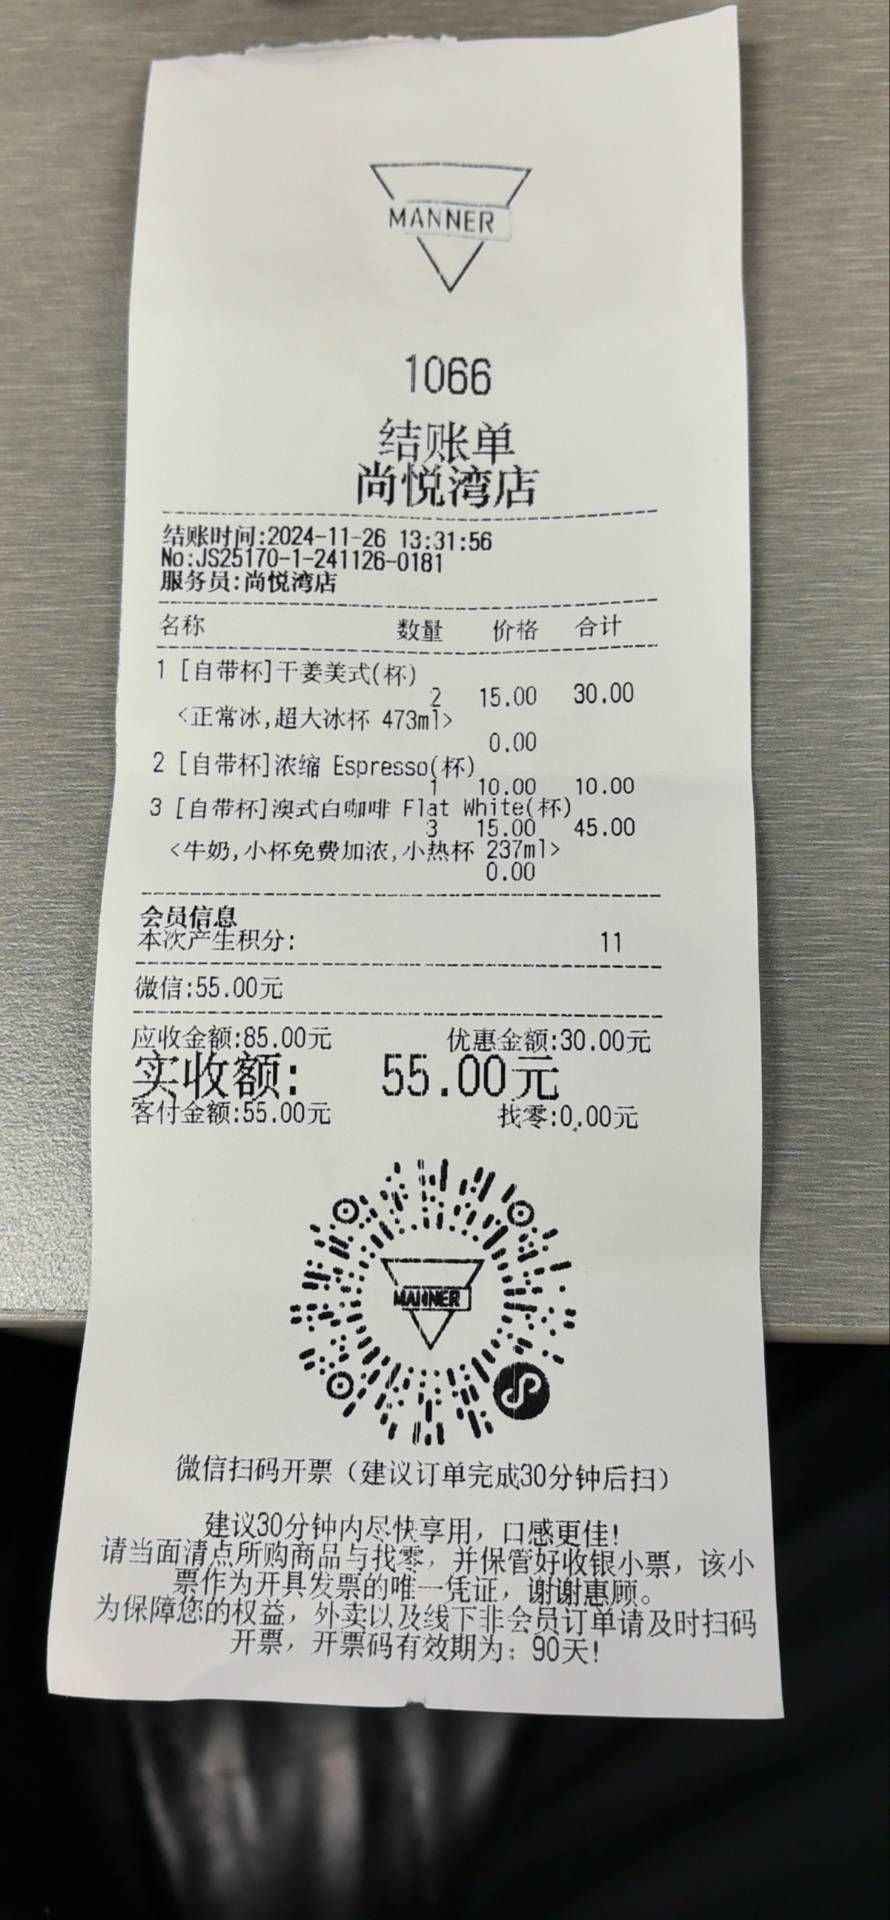 MANNER
1066
结账单
尚悦湾店
结账时间:2024-11-26 13:31:56
No:JS25170-1-241126-0181
服务员:尚悦湾店
名称 数量 价格 合计
1 [自带杯]干姜美式(杯)
2 15.00 30.00
<正常冰,超大冰杯 473ml>
0.00
2 [自带杯]浓缩 Espresso(杯)
1 10.00 10.00
3 [自带杯]澳式白咖啡 Flat White(杯)
3 15.00 45.00
<牛奶,小杯免费加浓,小热杯 237ml>
0.00
会员信息
本次产生积分: 11
微信:55.00元
应收金额:85.00元 优惠金额:30.00元
实收额: 55.00元
客付金额:55.00元 找零:0.00元
MANNER
微信扫码开票（建议订单完成30分钟后扫）
建议30分钟内尽快享用，口感更佳!
请当面清点所购商品与找零，并保管好收银小票，该小
票作为开具发票的唯一凭证，谢谢惠顾。
为保障您的权益，外卖以及线下非会员订单请及时扫码
开票，开票码有效期为：90天!